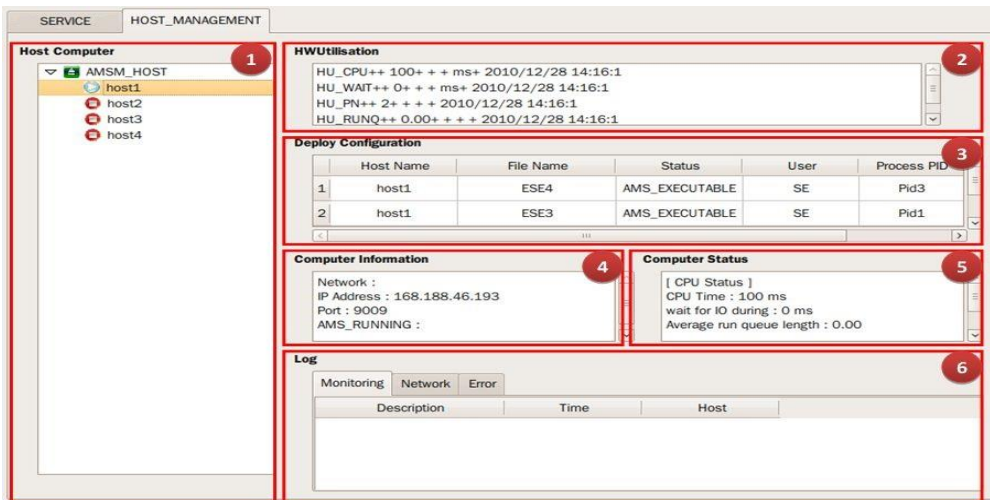 SERVICE HOST_MANAGEMENT
Host Computer
1
AMSM_HOST
host1
host2
host3
host4
HWUtilisation
2
HU_CPU++ 100+ + + ms+ 2010/12/28 14:16:1
HU_WAIT++ 0+ + + ms+ 2010/12/28 14:16:1
HU_PN++ 2+ + + + 2010/12/28 14:16:1
HU_RUNQ++ 0.00+ + + + 2010/12/28 14:16:1
Deploy Configuration
3
Host Name File Name Status User Process PID
1 host1 ESE4 AMS_EXECUTABLE SE Pid3
2 host1 ESE3 AMS_EXECUTABLE SE Pid1
Computer Information
4
Network :
IP Address : 168.188.46.193
Port : 9009
AMS_RUNNING :
Computer Status
5
[ CPU Status ]
CPU Time : 100 ms
wait for IO during : 0 ms
Average run queue length : 0.00
Log
6
Monitoring Network Error
Description Time Host